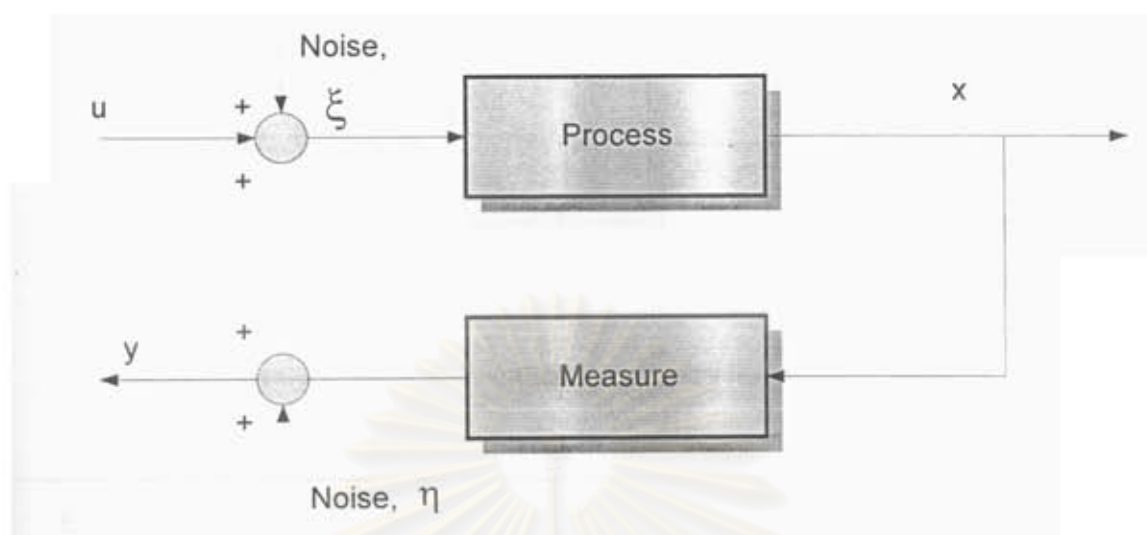 Noise,
ξ
u
+
+
Process
x
y
+
+
Measure
Noise, η